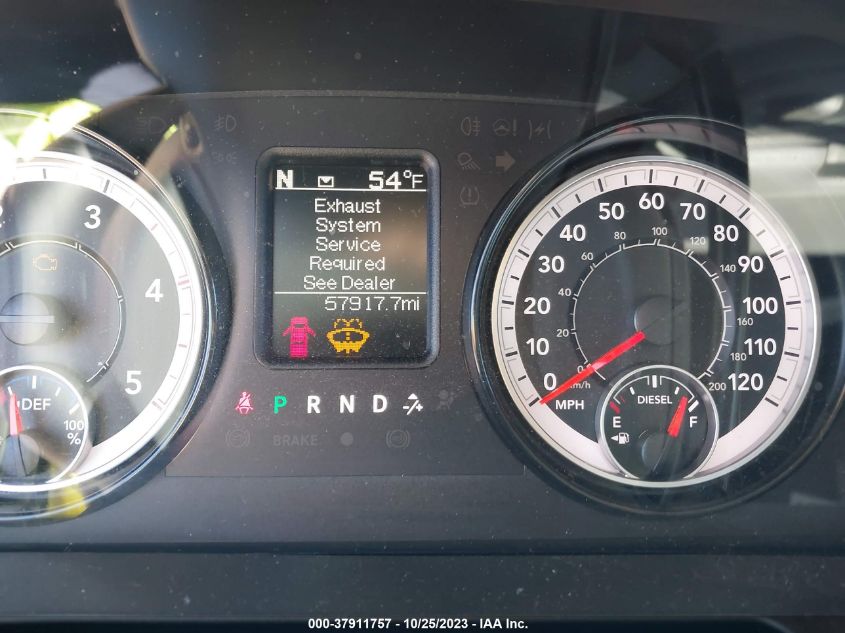 N 54°F
Exhaust
System
Service
Required
See Dealer
57917.7mi
3
4
5
DEF
100
%
P R N D
BRAKE
0 10 20 30 40 50 60 70 80 90 100 110 120
MPH
0 20 40 60 80 100 120 140 160 180 200
km/h
DIESEL
E F
000-37911757 - 10/25/2023 - IAA Inc.